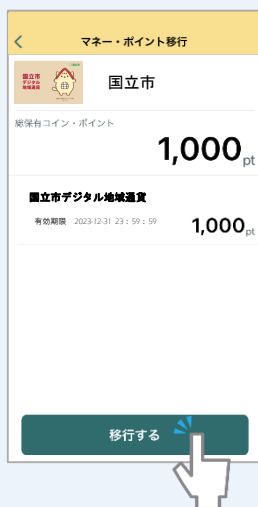 マネー・ポイント移行
国立市
デジタル
地域通貨
国立市
総保有コイン・ポイント
1,000pt
国立市デジタル地域通貨
有効期限 2023-12-31 23：59：59
1,000pt
移行する